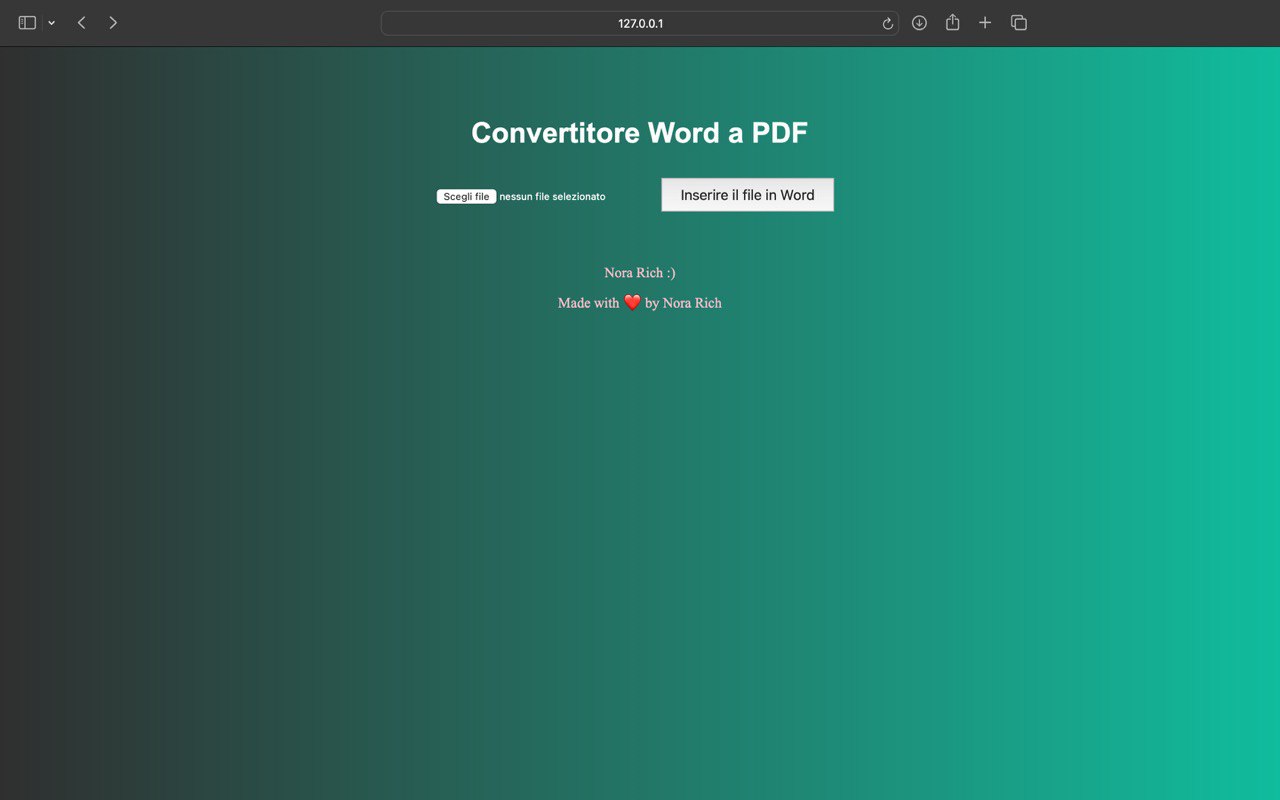 127.0.0.1
Convertitore Word a PDF
Scegli file nessun file selezionato
Inserire il file in Word
Nora Rich :)
Made with ❤️ by Nora Rich